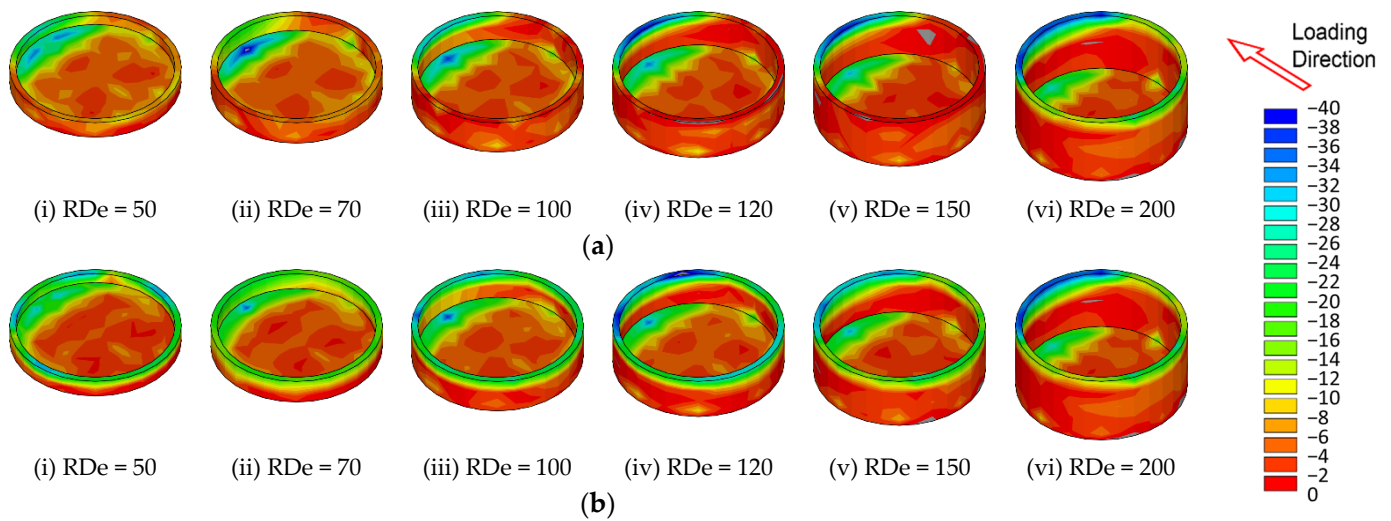 Loading
Direction
(i) RDe = 50
(ii) RDe = 70
(iii) RDe = 100
(iv) RDe = 120
(v) RDe = 150
(vi) RDe = 200
(a)
(i) RDe = 50
(ii) RDe = 70
(iii) RDe = 100
(iv) RDe = 120
(v) RDe = 150
(vi) RDe = 200
(b)
−40
−38
−36
−34
−32
−30
−28
−26
−24
−22
−20
−18
−16
−14
−12
−10
−8
−6
−4
−2
0